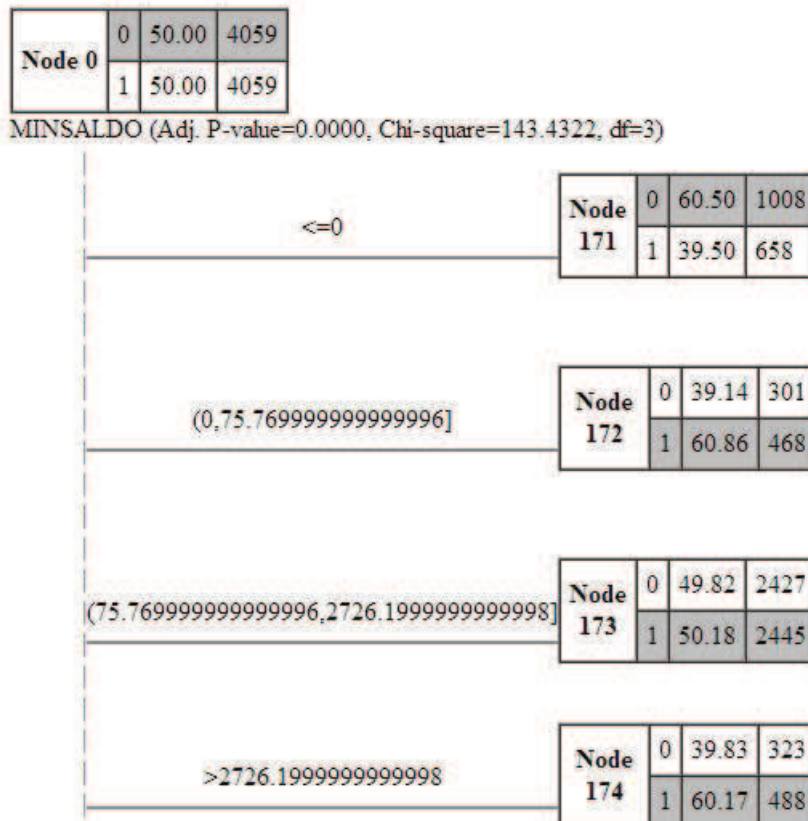 Node 0 0 50.00 4059
1 50.00 4059
MINSALDO (Adj. P-value=0.0000, Chi-square=143.4322, df=3)
<=0
Node 171 0 60.50 1008
1 39.50 658
(0,75.769999999999996]
Node 172 0 39.14 301
1 60.86 468
(75.769999999999996,2726.1999999999998]
Node 173 0 49.82 2427
1 50.18 2445
>2726.1999999999998
Node 174 0 39.83 323
1 60.17 488